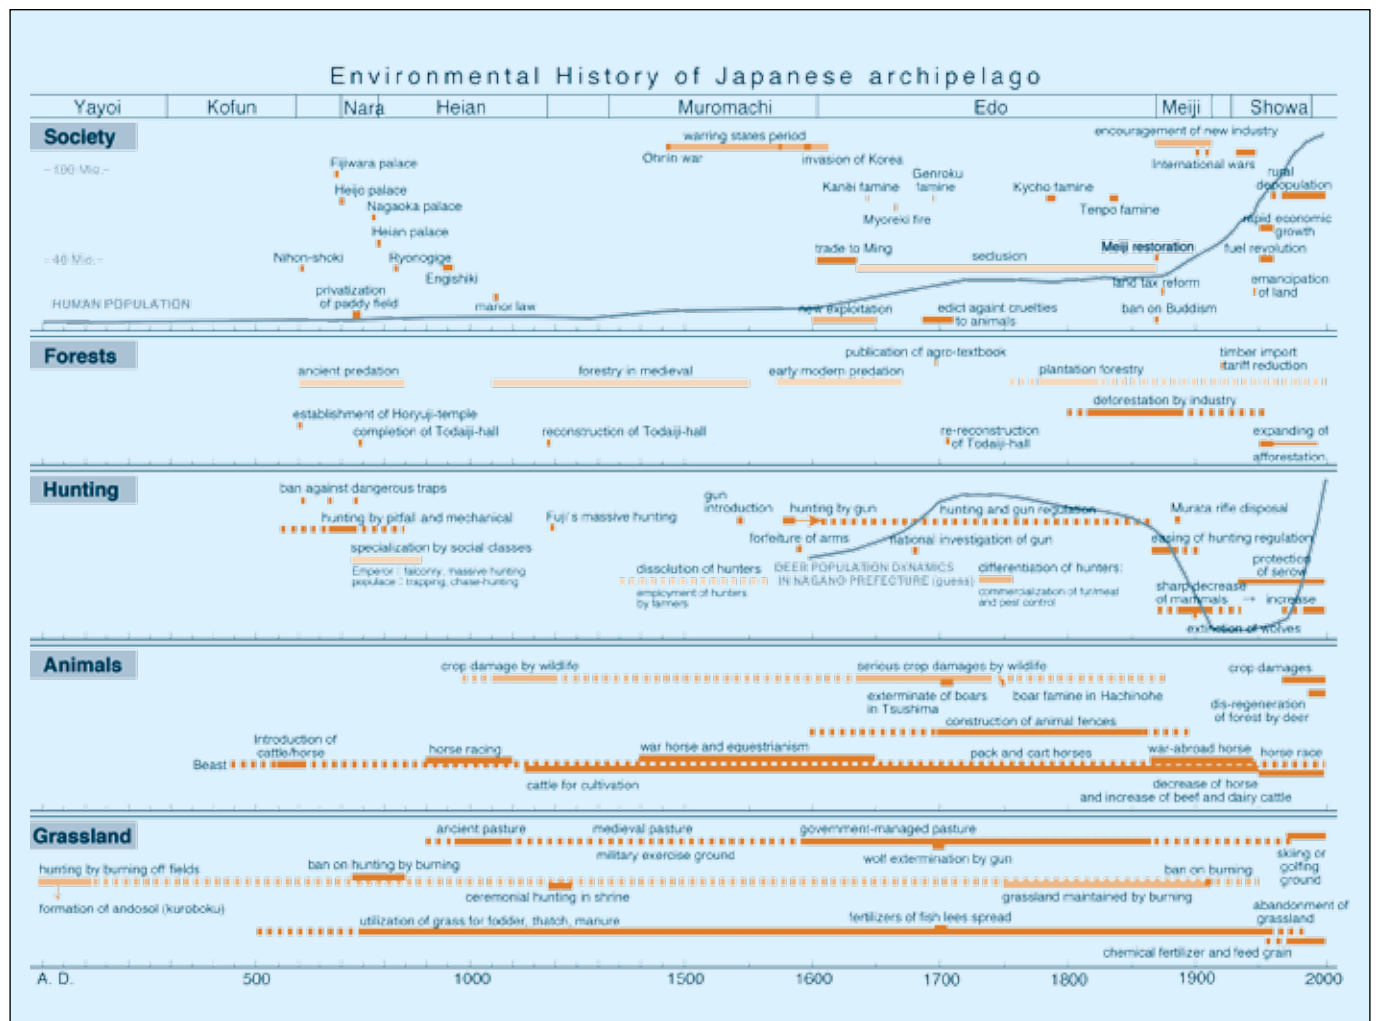 Environmental History of Japanese archipelago
Yayoi Kofun Nara Heian Muromachi Edo Meiji Showa
Society
warring states period
encouragement of new industry
Ohnin war
invasion of Korea
International wars
Fijiwara palace
Genroku
famine
rural
depopulation
Heijo palace
Kanei famine
Kycho famine
Nagaoka palace
Myoreki fire
Tenpo famine
rapid economic
growth
Heian palace
trade to Ming
Meiji restoration
fuel revolution
Nihon-shoki
Ryonogige
seclusion
Engishiki
land tax reform
emancipation
of land
privatization
of paddy field
HUMAN POPULATION
manor law
new exploitation
edict againt cruelties
to animals
ban on Buddism
Forests
publication of agro-textbook
timber import
tariff reduction
ancient predation
forestry in medieval
early modern predation
plantation forestry
deforestation by industry
establishment of Horyuji-temple
completion of Todaiji-hall
reconstruction of Todaiji-hall
re-reconstruction
of Todaiji-hall
expanding of
afforestation
Hunting
ban against dangerous traps
gun
introduction
hunting by gun
hunting and gun regulation
Murata rifle disposal
hunting by pitfall and mechanical
Fuji's massive hunting
forfeiture of arms
national investigation of gun
easing of hunting regulation
specialization by social classes
Emperor : falconry, massive hunting
populace : trapping, chase-hunting
dissolution of hunters
employment of hunters
by farmers
DEER POPULATION DYNAMICS
IN NAGANO PREFECTURE (guess)
differentiation of hunters:
commercialization of fur/meat
and pest control
protection
of serow
sharp decrease
of mammals → increase
extinction of wolves
Animals
crop damage by wildlife
serious crop damages by wildlife
crop damages
exterminate of boars
in Tsushima
boar famine in Hachinohe
dis-regeneration
of forest by deer
construction of animal fences
Introduction of
cattle/horse
horse racing
war horse and equestrianism
pack and cart horses
war-abroad horse
horse race
Beast
cattle for cultivation
decrease of horse
and increase of beef and dairy cattle
Grassland
ancient pasture
medieval pasture
government-managed pasture
military exercise ground
wolf extermination by gun
skiing or
golfing
ground
hunting by burning off fields
ban on hunting by burning
ban on burning
ceremonial hunting in shrine
grassland maintained by burning
formation of andosol (kuroboku)
utilization of grass for fodder, thatch, manure
fertilizers of fish lees spread
abandonment of
grassland
chemical fertilizer and feed grain
A. D. 500 1000 1500 1600 1700 1800 1900 2000